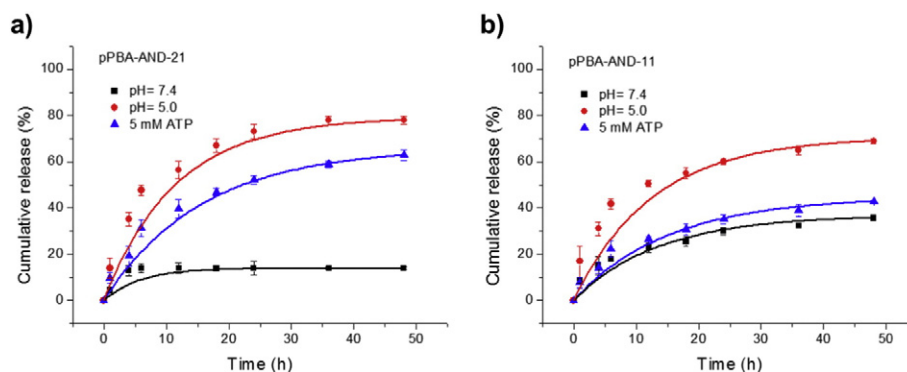 a)
pPBA-AND-21
pH= 7.4
pH= 5.0
5 mM ATP
Cumulative release (%)
100
80
60
40
20
0
0 10 20 30 40 50
Time (h)
b)
pPBA-AND-11
pH= 7.4
pH= 5.0
5 mM ATP
Cumulative release (%)
100
80
60
40
20
0
0 10 20 30 40 50
Time (h)